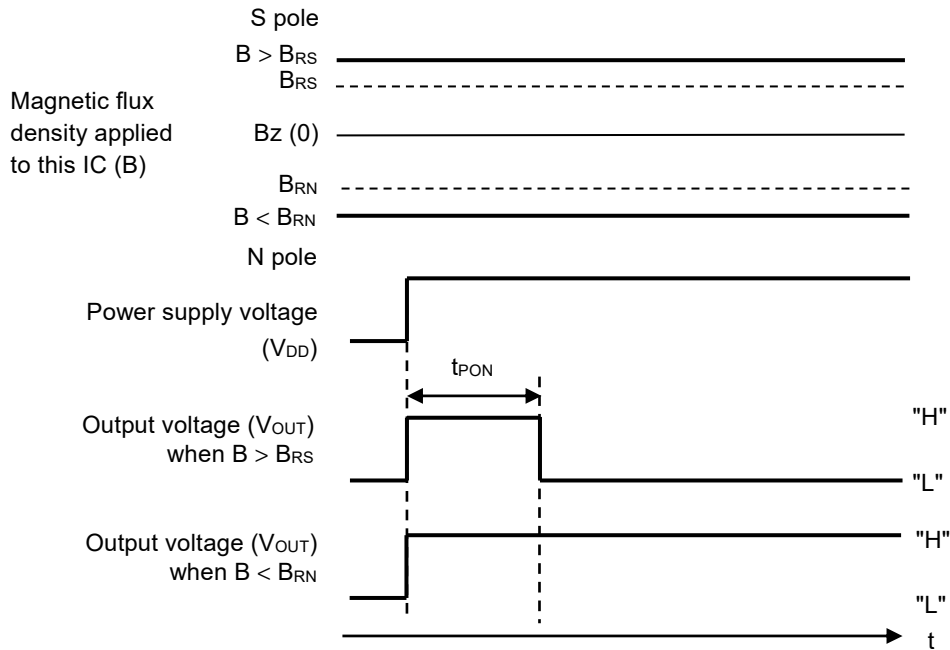 S pole
B > BRS
BRS
Magnetic flux
density applied
to this IC (B)
Bz (0)
BRN
B < BRN
N pole
Power supply voltage
(VDD)
tPON
Output voltage (VOUT)
when B > BRS
"H"
"L"
Output voltage (VOUT)
when B < BRN
"H"
"L"
t